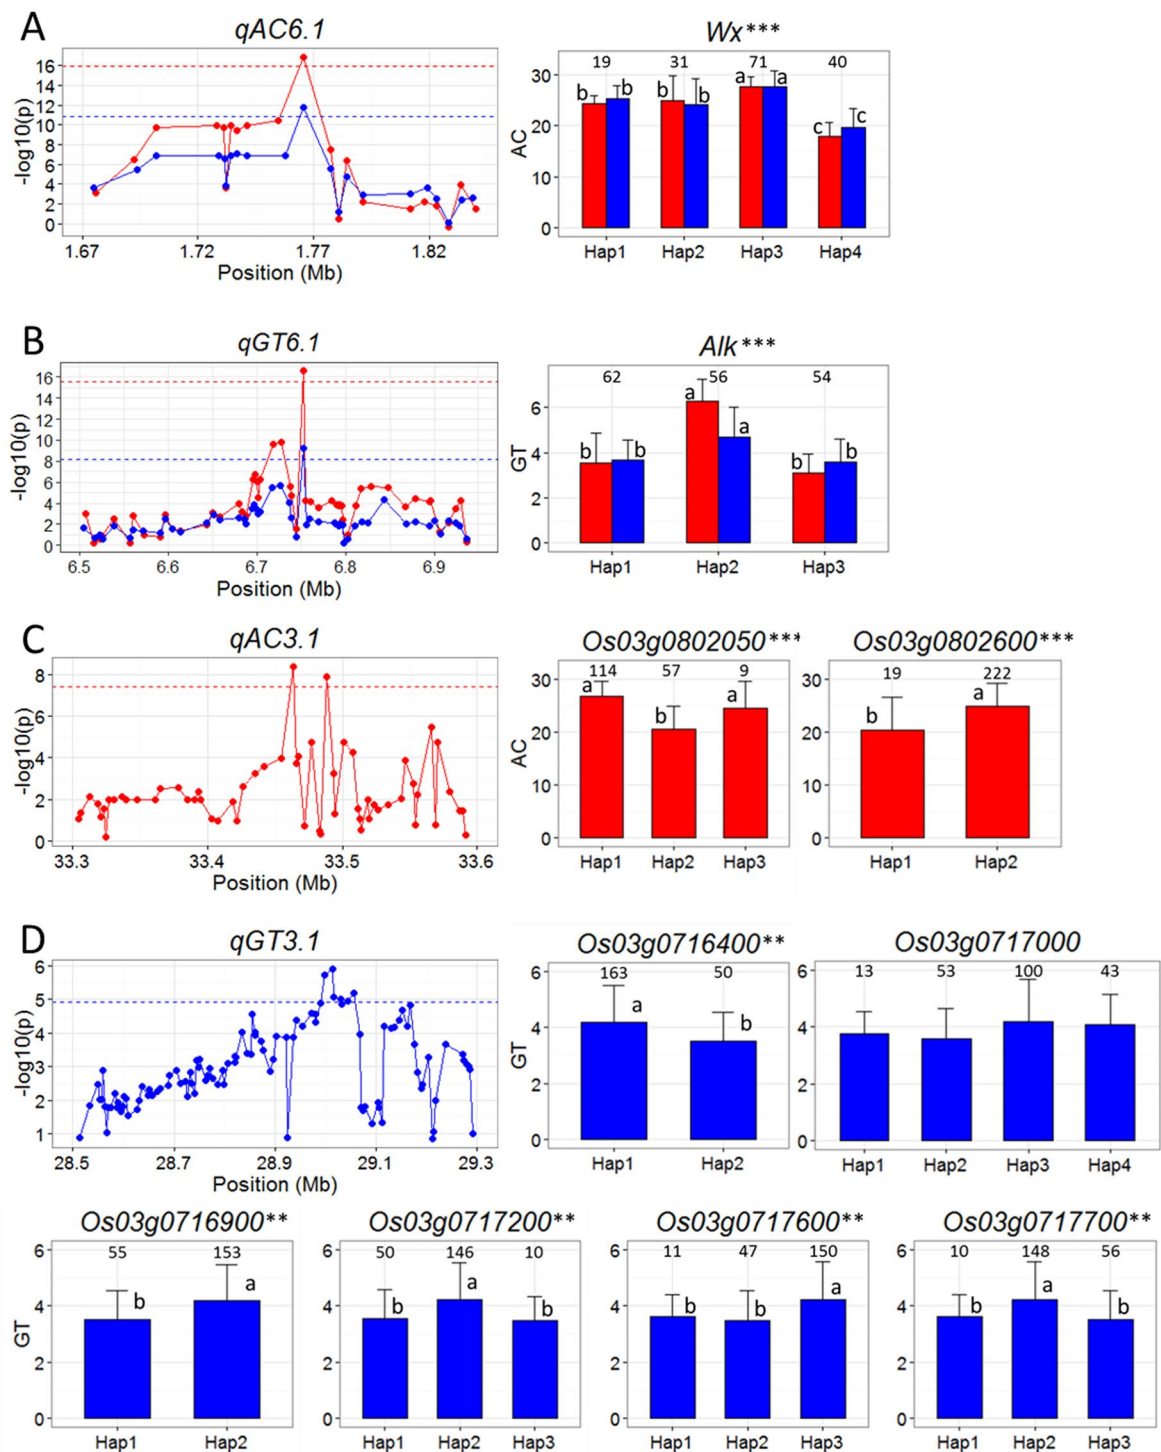 A
qAC6.1
Wx***
-log10(p)
16
14
12
10
8
6
4
2
0
1.67 1.72 1.77 1.82
Position (Mb)
AC
30
20
10
0
19 31 71 40
b b b b a a c c
Hap1 Hap2 Hap3 Hap4
B
qGT6.1
Alk***
-log10(p)
16
14
12
10
8
6
4
2
0
6.5 6.6 6.7 6.8 6.9
Position (Mb)
GT
6
4
2
0
62 56 54
b b a a b b
Hap1 Hap2 Hap3
C
qAC3.1
Os03g0802050***
Os03g0802600***
-log10(p)
8
6
4
2
0
33.3 33.4 33.5 33.6
Position (Mb)
AC
30
20
10
0
114 57 9
a b a
Hap1 Hap2 Hap3
30
20
10
0
19 222
b a
Hap1 Hap2
D
qGT3.1
Os03g0716400**
Os03g0717000
-log10(p)
6
5
4
3
2
1
28.5 28.7 28.9 29.1 29.3
Position (Mb)
GT
6
4
2
0
163 50
a b
Hap1 Hap2
6
4
2
0
13 53 100 43
Hap1 Hap2 Hap3 Hap4
Os03g0716900**
Os03g0717200**
Os03g0717600**
Os03g0717700**
GT
6
4
2
0
55 153
b a
Hap1 Hap2
6
4
2
0
50 146 10
b a b
Hap1 Hap2 Hap3
6
4
2
0
11 47 150
b b a
Hap1 Hap2 Hap3
6
4
2
0
10 148 56
b a b
Hap1 Hap2 Hap3